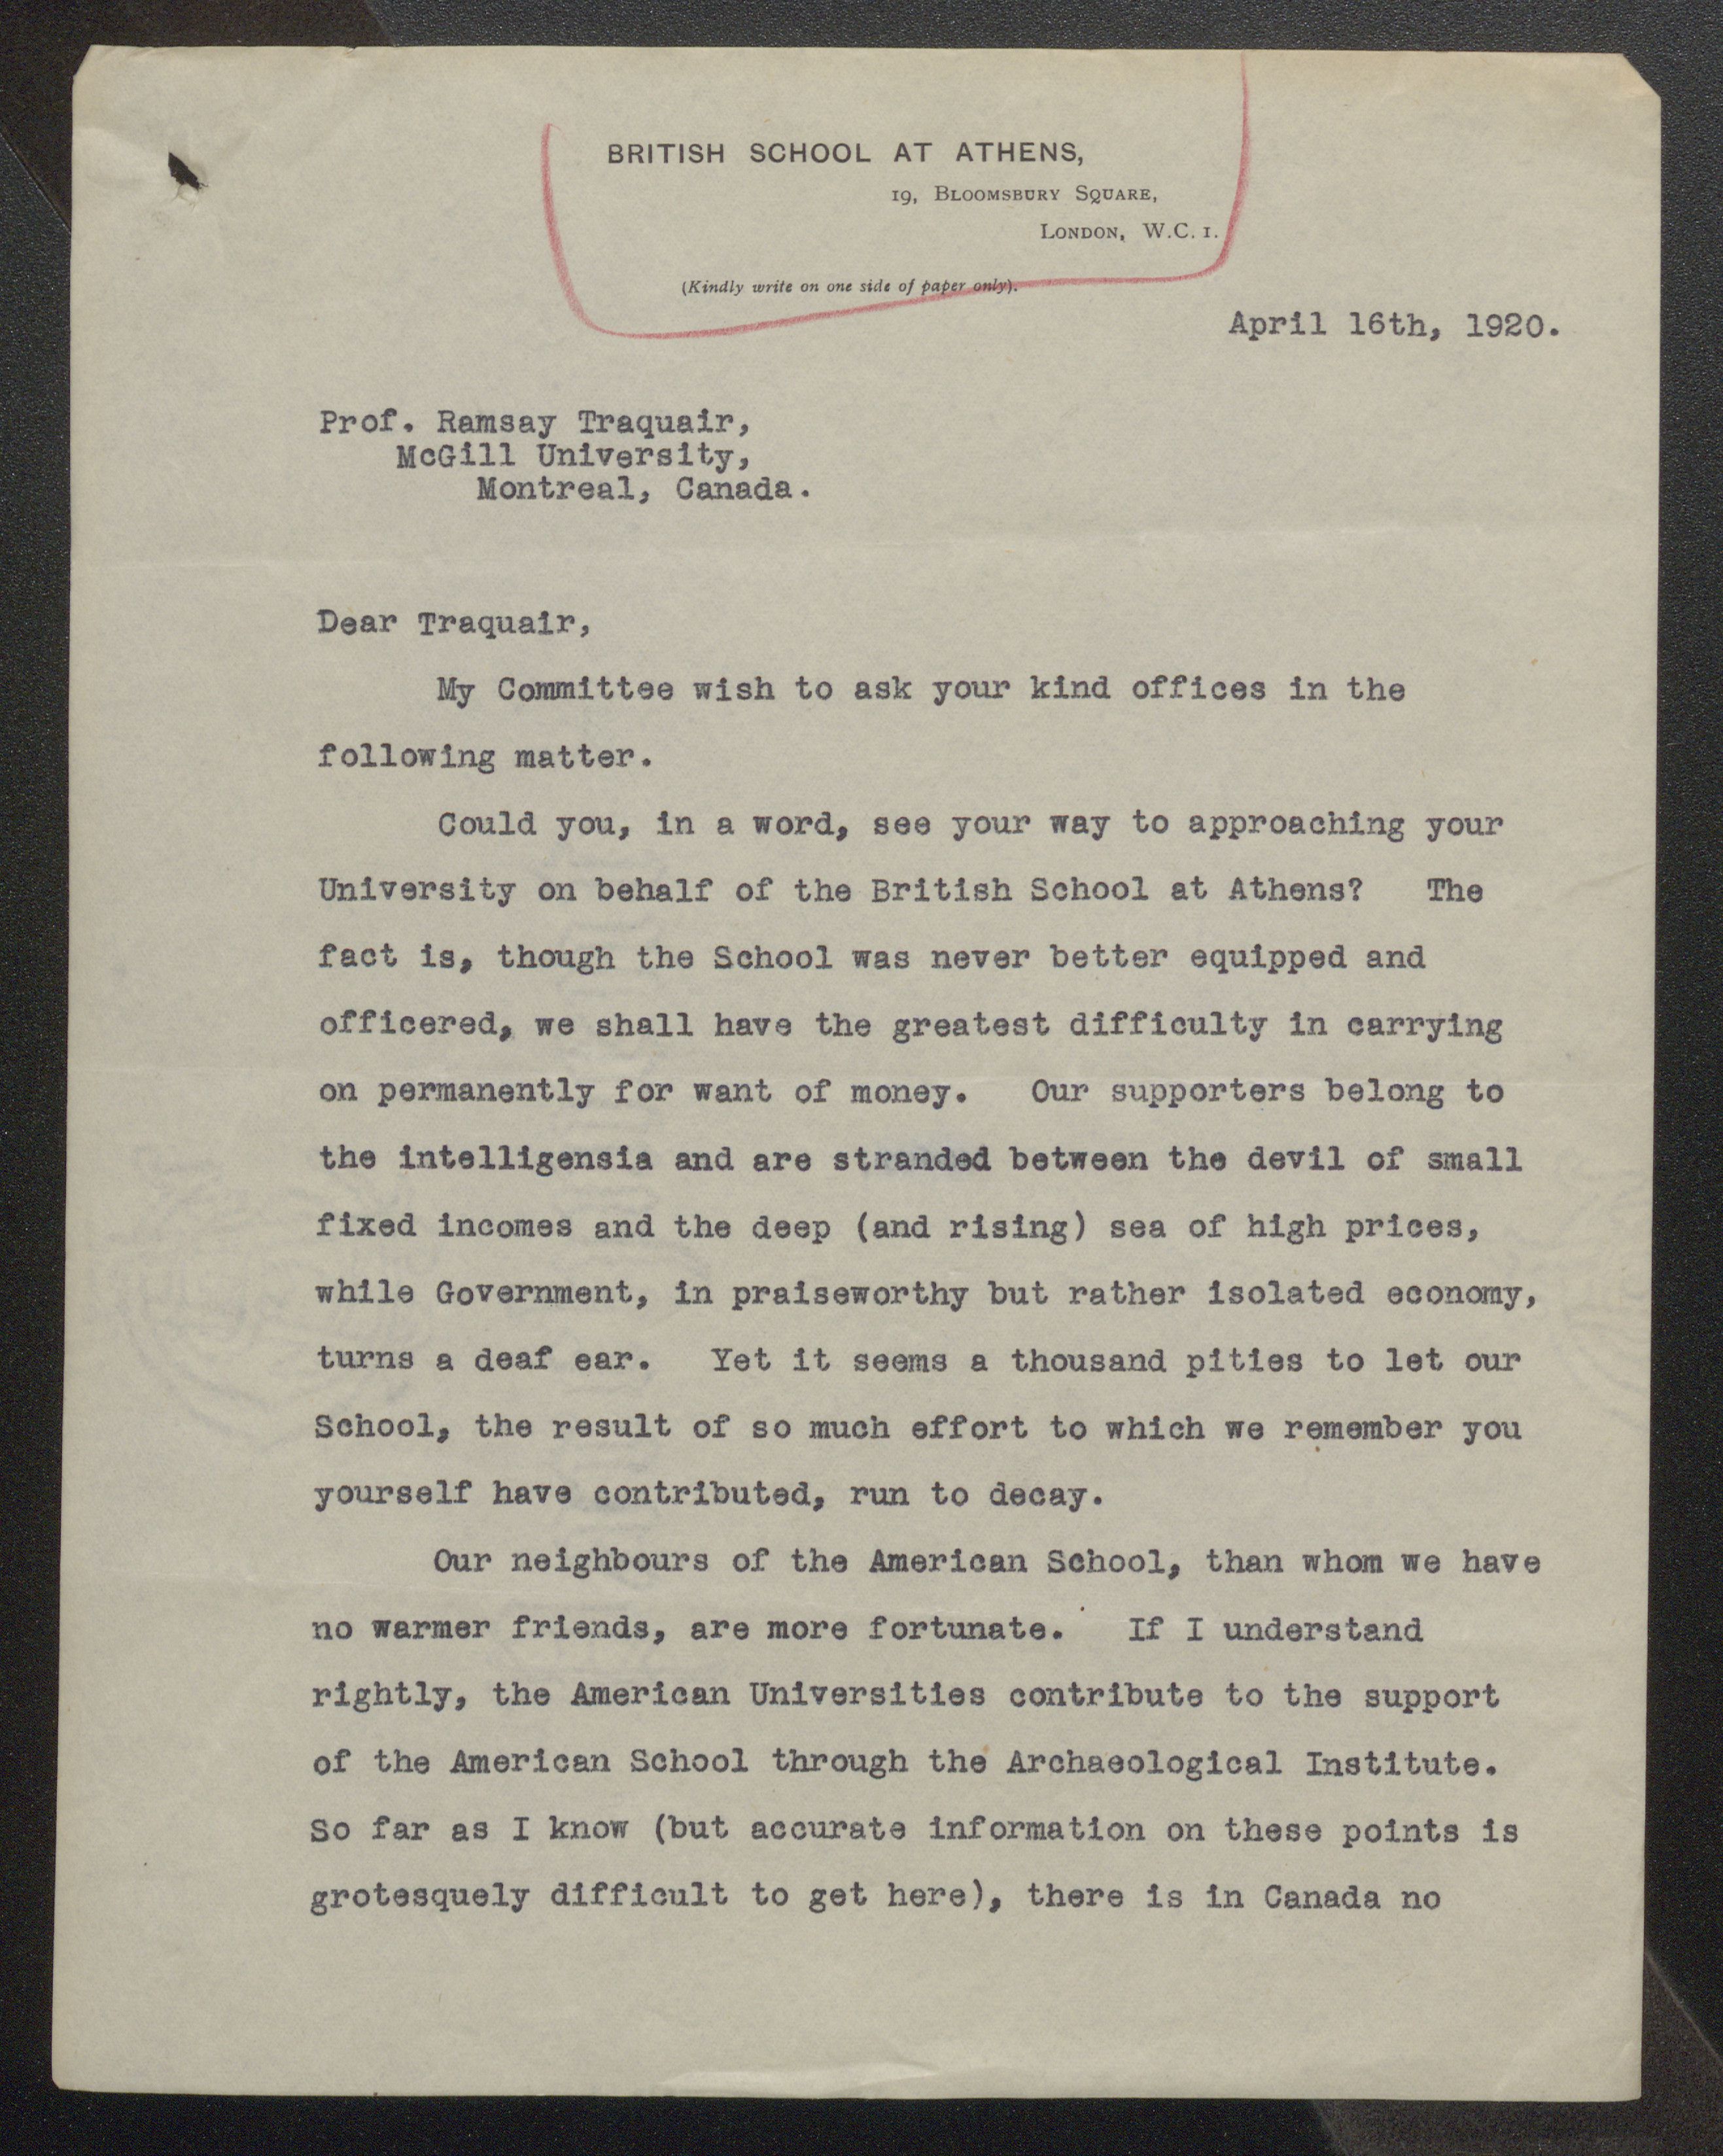 BRITISH SCHOOL AT ATHENS,
19, BLOOMSBURY SQUARE,
LONDON, W.C. 1.
(Kindly write on one side of paper only).
April 16th, 1920.
Prof. Ramsay Traquair,
McGill University,
Montreal, Canada.
Dear Traquair,
My Committee wish to ask your kind offices in the
following matter.
Could you, in a word, see your way to approaching your
University on behalf of the British School at Athens? The
fact is, though the School was never better equipped and
officered, we shall have the greatest difficulty in carrying
on permanently for want of money. Our supporters belong to
the intelligensia and are stranded between the devil of small
fixed incomes and the deep (and rising) sea of high prices,
while Government, in praiseworthy but rather isolated economy,
turns a deaf ear. Yet it seems a thousand pities to let our
School, the result of so much effort to which we remember you
yourself have contributed, run to decay.
Our neighbours of the American School, than whom we have
no warmer friends, are more fortunate. If I understand
rightly, the American Universities contribute to the support
of the American School through the Archaeological Institute.
So far as I know (but accurate information on these points is
grotesquely difficult to get here), there is in Canada no